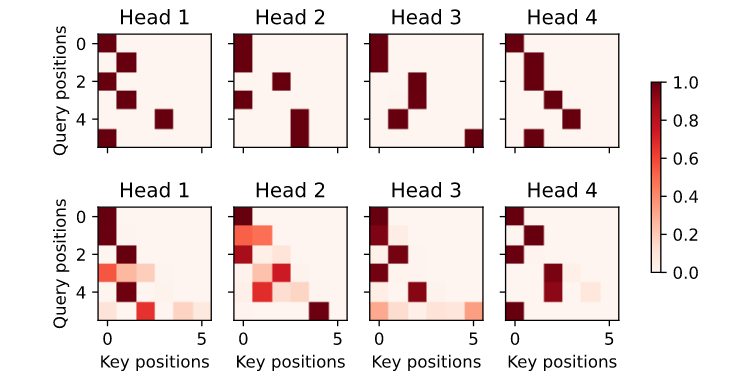 Head 1 Head 2 Head 3 Head 4
Query positions
0
2
4
1.0
0.8
0.6
0.4
0.2
0.0
Head 1 Head 2 Head 3 Head 4
Query positions
0
2
4
0 5 0 5 0 5 0 5
Key positions Key positions Key positions Key positions